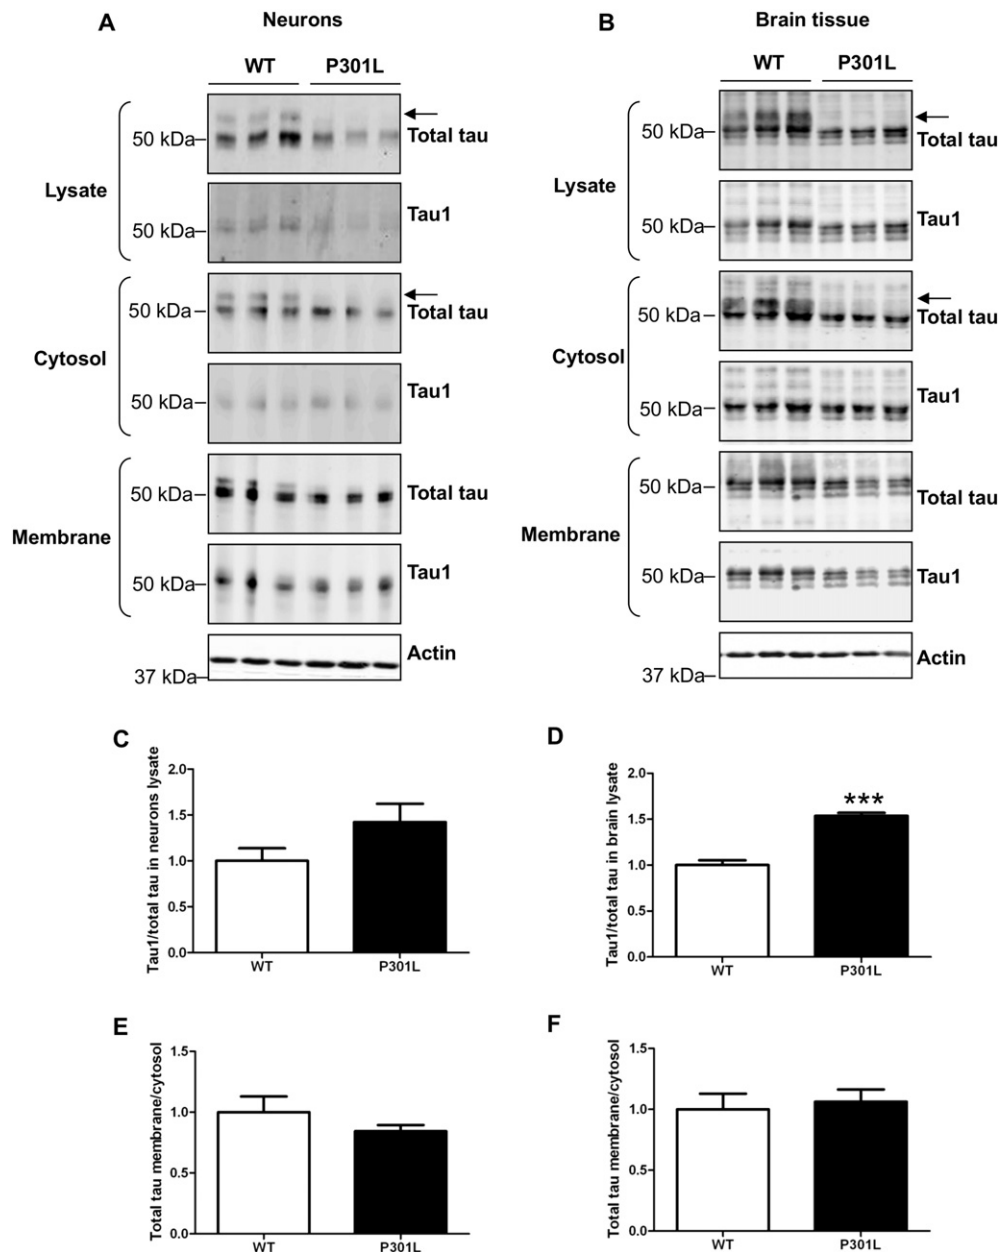 A
Neurons
WT
P301L
Lysate
50 kDa–
Total tau
50 kDa–
Tau1
Cytosol
50 kDa–
Total tau
50 kDa–
Tau1
Membrane
50 kDa–
Total tau
50 kDa–
Tau1
37 kDa–
Actin
B
Brain tissue
WT
P301L
Lysate
50 kDa–
Total tau
50 kDa–
Tau1
Cytosol
50 kDa–
Total tau
50 kDa–
Tau1
Membrane
50 kDa–
Total tau
50 kDa–
Tau1
37 kDa–
Actin
C
Tau1/total tau in neurons lysate
2.0
1.5
1.0
0.5
0.0
WT
P301L
D
Tau1/total tau in brain lysate
2.0
1.5
1.0
0.5
0.0
***
WT
P301L
E
Total tau membrane/cytosol
1.5
1.0
0.5
0.0
WT
P301L
F
Total tau membrane/cytosol
1.5
1.0
0.5
0.0
WT
P301L